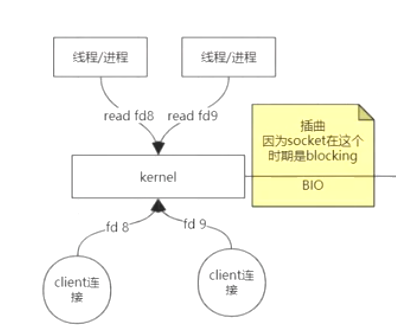 线程/进程
线程/进程
read fd8
read fd9
插曲
因为socket在这个
时期是blocking
kernel
BIO
fd 8
fd 9
client连
接
client连
接